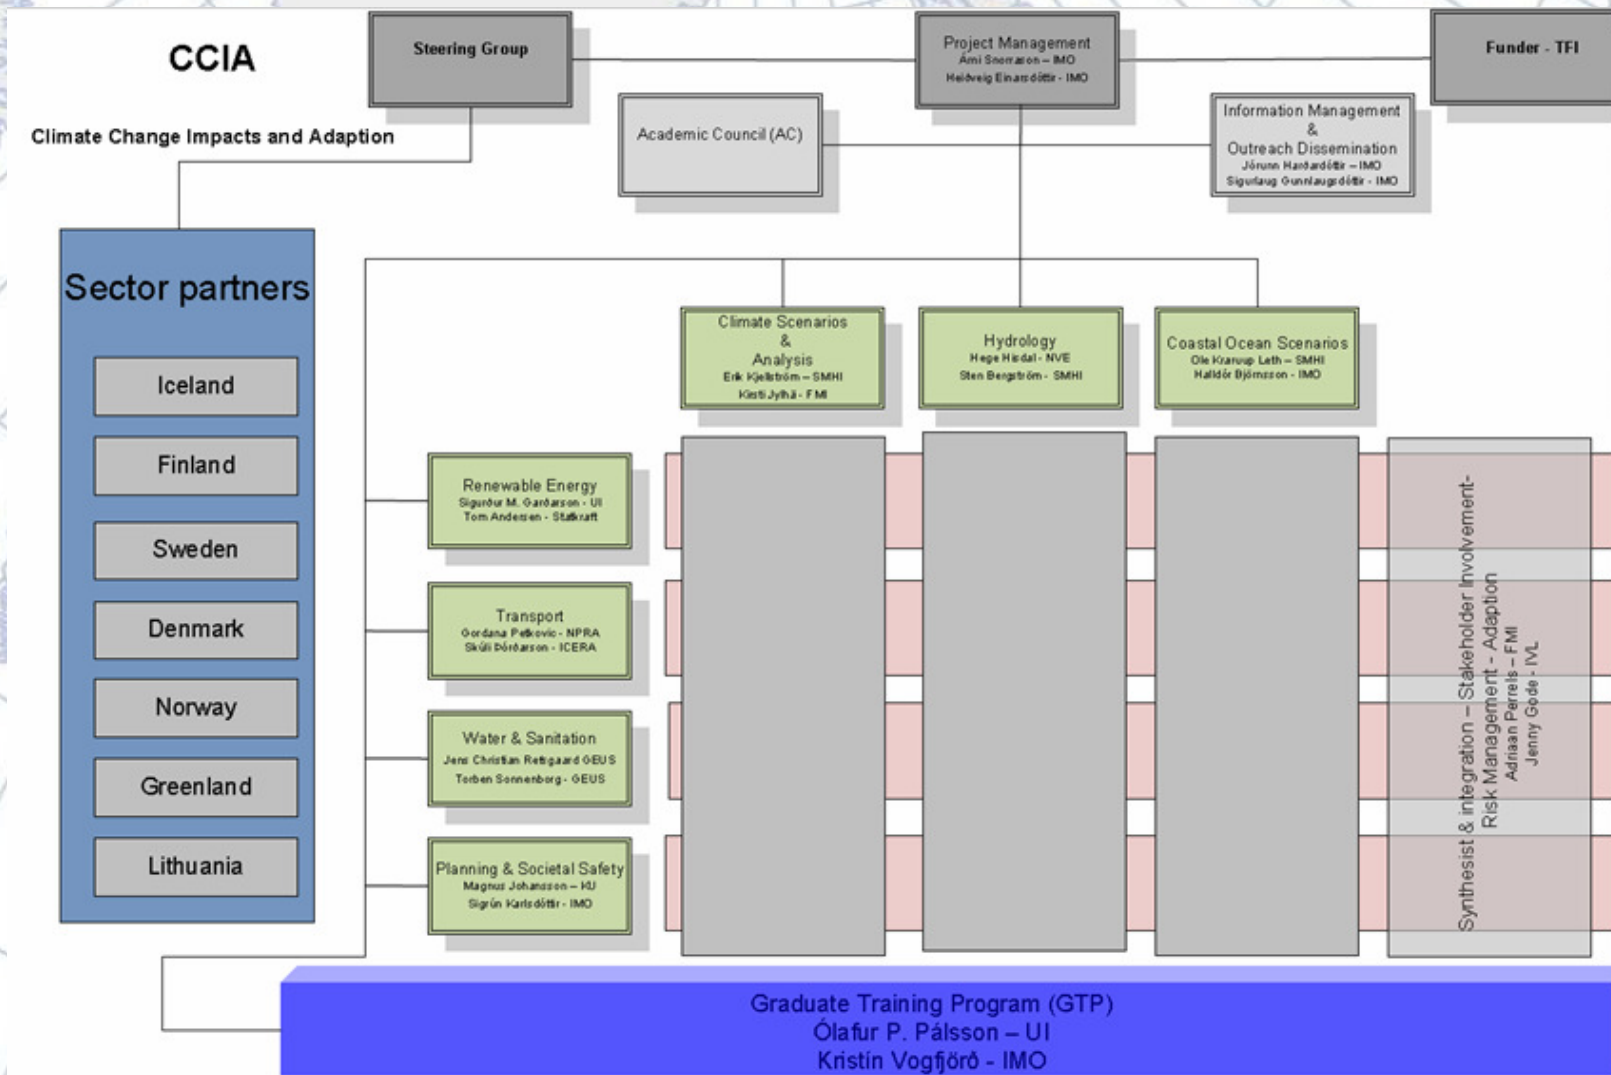 CCIA
Climate Change Impacts and Adaption
Steering Group
Project Management
Árni Snorrason – IMO
Heiðveig Einarsdóttir - IMO
Funder - TFI
Academic Council (AC)
Information Management
&
Outreach Dissemination
Jórunn Harðardóttir – IMO
Sigurlaug Gunnlaugsdóttir - IMO
Sector partners
Iceland
Finland
Sweden
Denmark
Norway
Greenland
Lithuania
Climate Scenarios
&
Analysis
Erik Kjellström – SMHI
Kirsti Jylhä - FMI
Hydrology
Hege Hisdal - NVE
Sten Bergström - SMHI
Coastal Ocean Scenarios
Ole Krarup Leth – SMHI
Halldór Björnsson - IMO
Renewable Energy
Sigurður M. Garðarson - UI
Tom Andersen - Statkraft
Transport
Gordana Petkovic - NPRA
Skúli Þórðarson - ICERA
Water & Sanitation
Jens Christian Refsgaard GEUS
Torben Sonnenborg - GEUS
Planning & Societal Safety
Magnus Johansson – KU
Sigrún Karlsdóttir - IMO
Synthesist & integration – Stakeholder Involvement-
Risk Management - Adaption
Adriaan Perrels – FMI
Jenny Gode - IVL
Graduate Training Program (GTP)
Ólafur P. Pálsson – UI
Kristín Vogfjörð - IMO